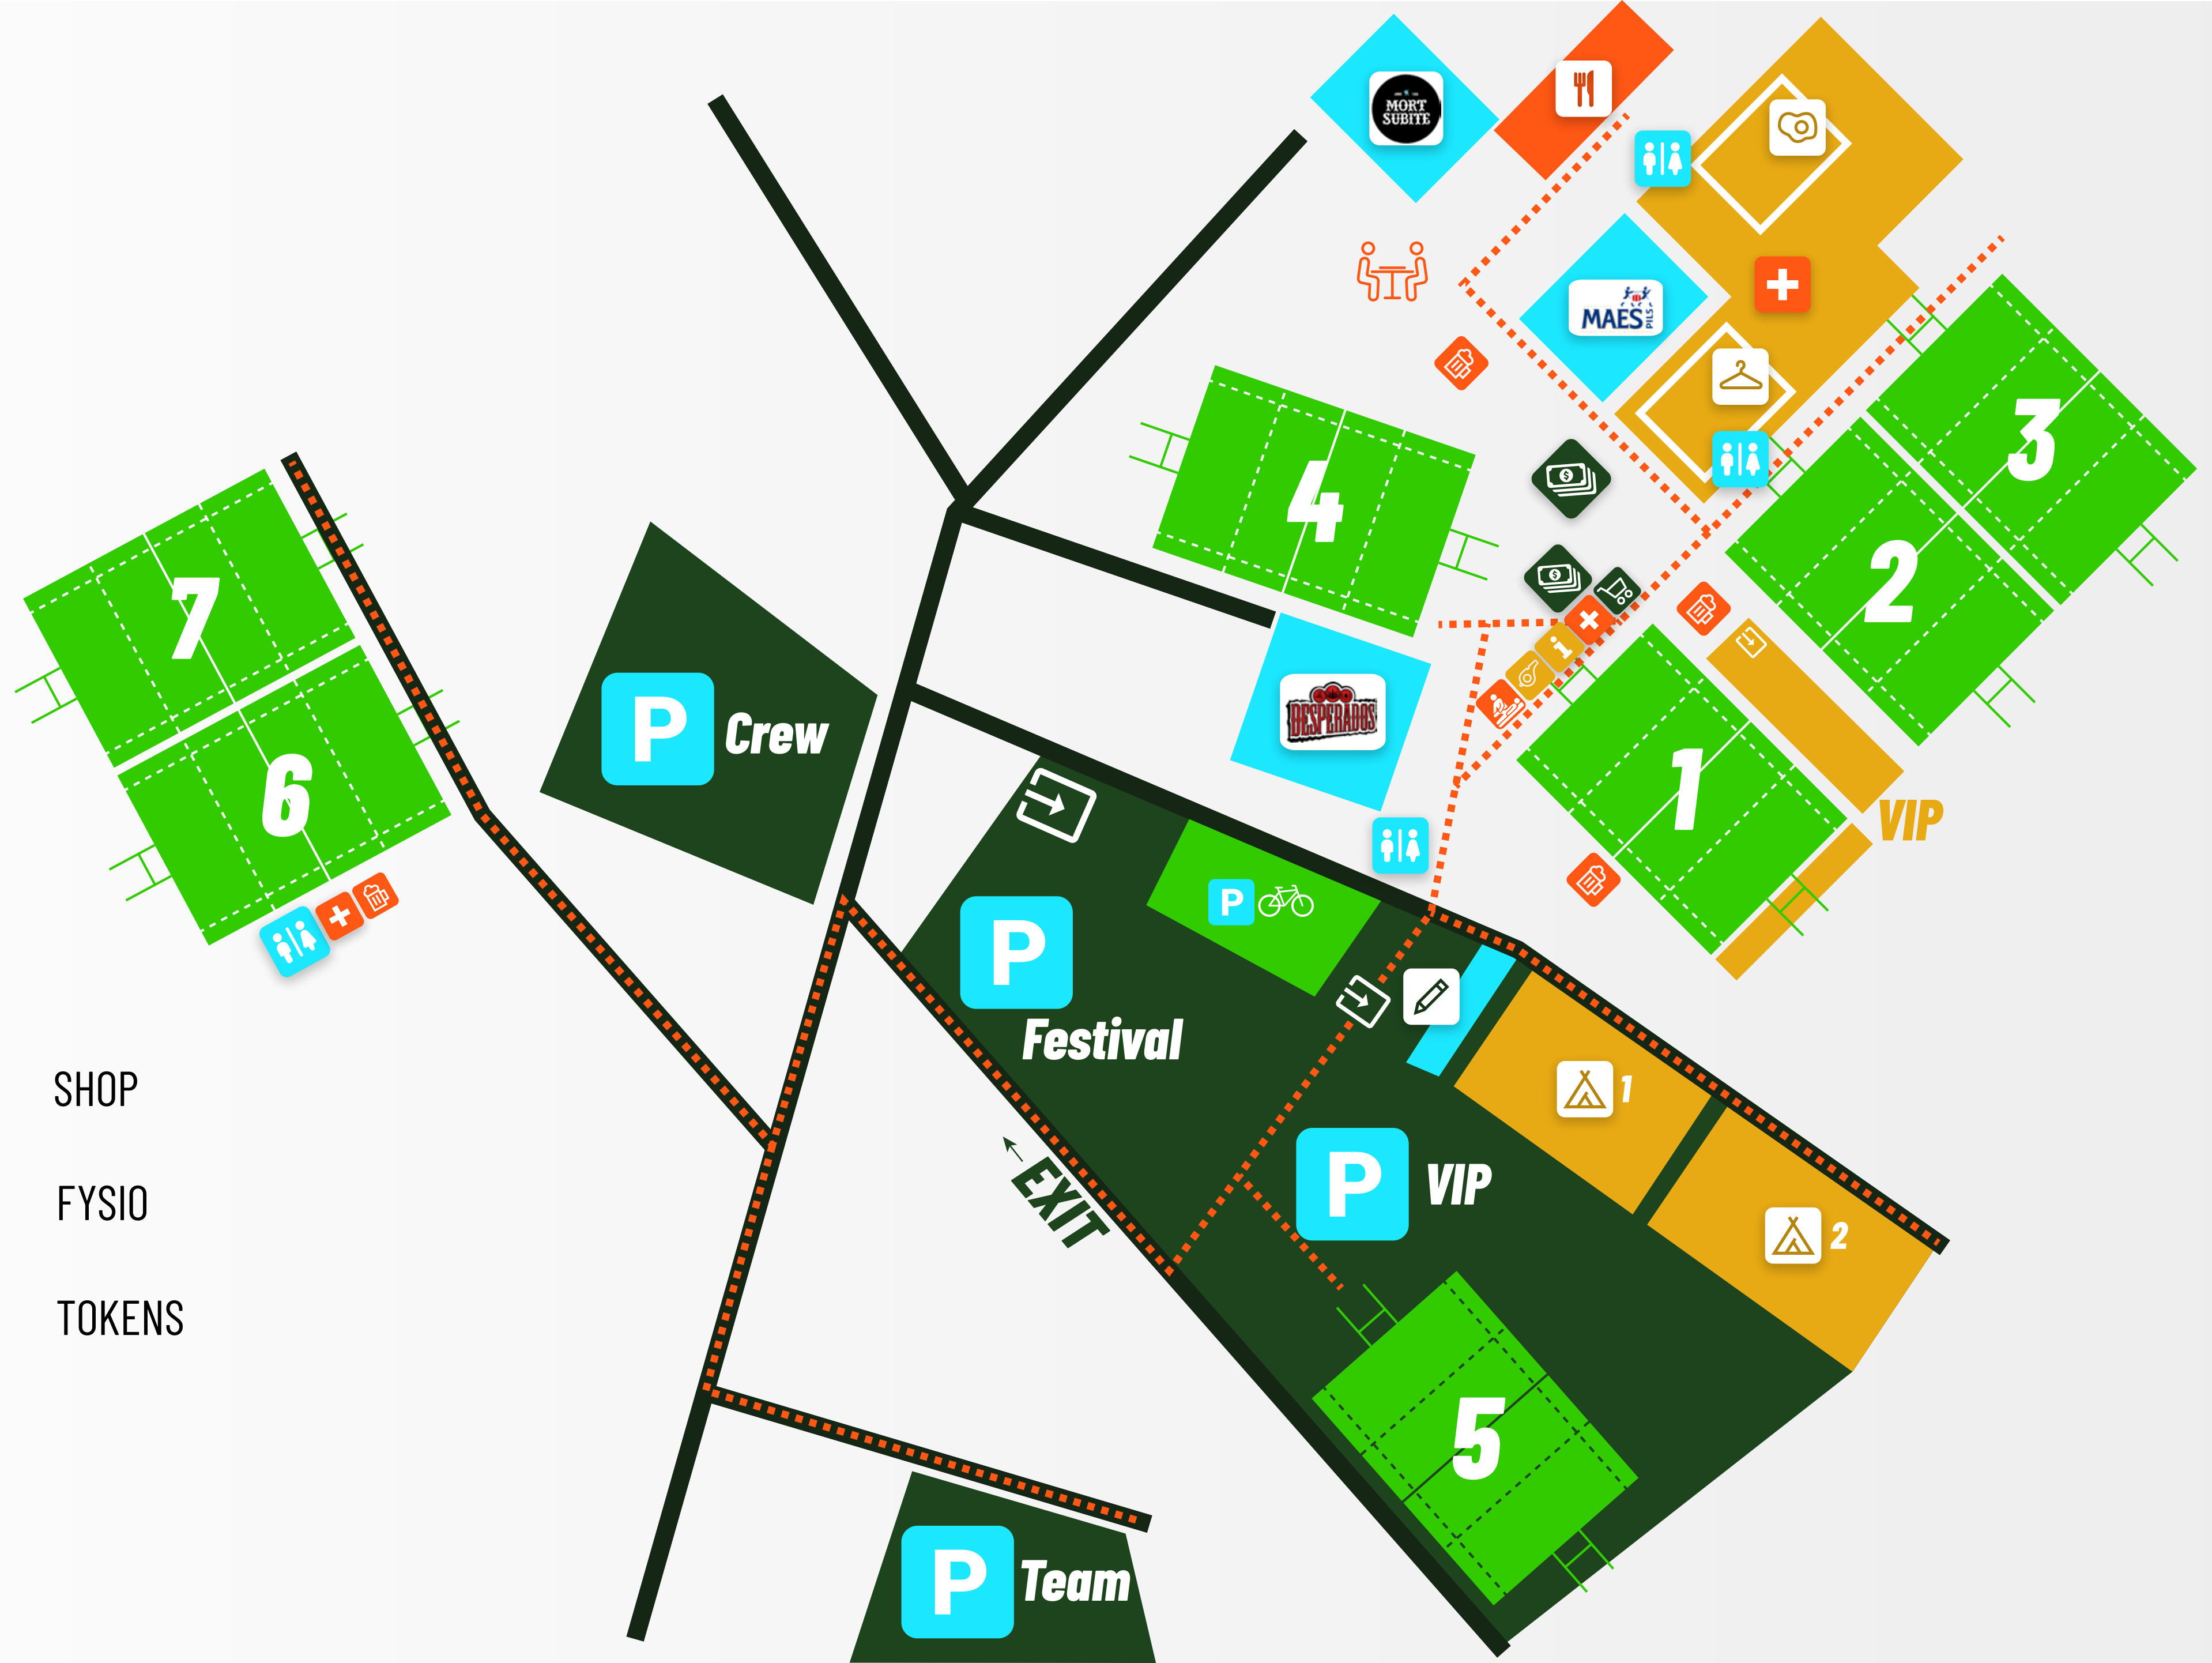 MORT
SUBITE
MAES
PILS
3
4
2
7
DESPERADOS
P Crew
1
6
VIP
P
P
Festival
1
EXIT
P VIP
2
SHOP
FYSIO
TOKENS
5
P Team